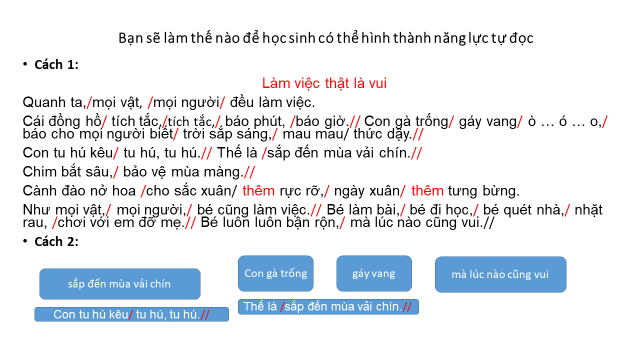 Bạn sẽ làm thế nào để học sinh có thể hình thành năng lực tự đọc
• Cách 1:
Làm việc thật là vui
Quanh ta,/mọi vật, /mọi người/ đều làm việc.
Cái đồng hồ/ tích tắc,/tích tắc,/ báo phút, /báo giờ.// Con gà trống/ gáy vang/ ò … ó … o,/
báo cho mọi người biết/ trời sắp sáng,/ mau mau/ thức dậy.//
Con tu hú kêu/ tu hú, tu hú.// Thế là /sắp đến mùa vải chín.//
Chim bắt sâu,/ bảo vệ mùa màng.//
Cành đào nở hoa /cho sắc xuân/ thêm rực rỡ,/ ngày xuân/ thêm tưng bừng.
Như mọi vật,/ mọi người,/ bé cũng làm việc.// Bé làm bài,/ bé đi học,/ bé quét nhà,/ nhặt
rau, /chơi với em đỡ mẹ.// Bé luôn luôn bận rộn,/ mà lúc nào cũng vui.//
• Cách 2:
sắp đến mùa vải chín
Con gà trống
gáy vang
mà lúc nào cũng vui
Con tu hú kêu/ tu hú, tu hú.//
Thế là /sắp đến mùa vải chín.//